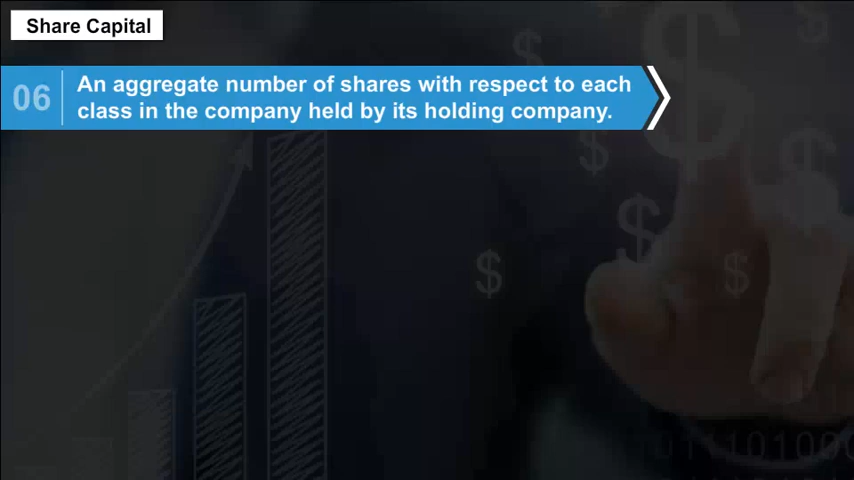 Share Capital
06
An aggregate number of shares with respect to each
class in the company held by its holding company.
$
$
$
$
$
$
$